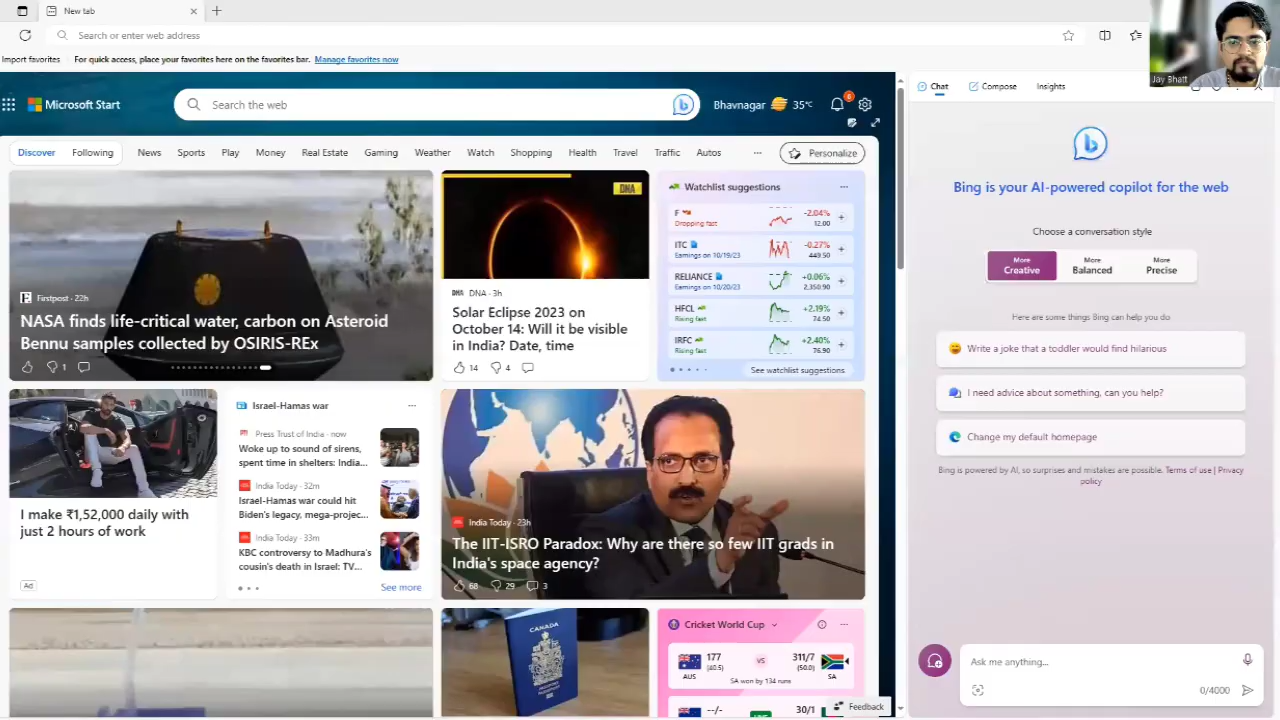 New tab
Search or enter web address
Import favorites
For quick access, place your favorites here on the favorites bar. Manage favorites now
Jay Bhatt
Microsoft Start
Search the web
Bhavnagar
35°C
6
Discover
Following
News
Sports
Play
Money
Real Estate
Gaming
Weather
Watch
Shopping
Health
Travel
Traffic
Autos
Personalize
Firstpost · 22h
NASA finds life-critical water, carbon on Asteroid
Bennu samples collected by OSIRIS-REx
1
DNA
DNA DNA · 3h
Solar Eclipse 2023 on
October 14: Will it be visible
in India? Date, time
14
4
Watchlist suggestions
F
Dropping fast
-2.04%
12.00
ITC
Earnings on 10/19/23
-0.27%
449.50
RELIANCE
Earnings on 10/20/23
+0.06%
2,350.90
HFCL
Rising fast
+2.19%
74.50
IRFC
Rising fast
+2.40%
76.90
See watchlist suggestions
I make ₹1,52,000 daily with
just 2 hours of work
Ad
Israel-Hamas war
Press Trust of India · now
Woke up to sound of sirens,
spent time in shelters: India...
India Today · 32m
Israel-Hamas war could hit
Biden's legacy, mega-projec...
India Today · 33m
KBC controversy to Madhura's
cousin's death in Israel: TV...
See more
India Today · 23h
The IIT-ISRO Paradox: Why are there so few IIT grads in
India's space agency?
68
29
3
CANADA
Cricket World Cup
AUS
177
(40.5)
VS
311/7
(50.0)
SA
SA won by 134 runs
--/--
30/1
Feedback
Chat
Compose
Insights
Bing is your AI-powered copilot for the web
Choose a conversation style
More
Creative
More
Balanced
More
Precise
Here are some things Bing can help you do
Write a joke that a toddler would find hilarious
I need advice about something, can you help?
Change my default homepage
Bing is powered by AI, so surprises and mistakes are possible. Terms of use | Privacy
policy
Ask me anything...
0/4000